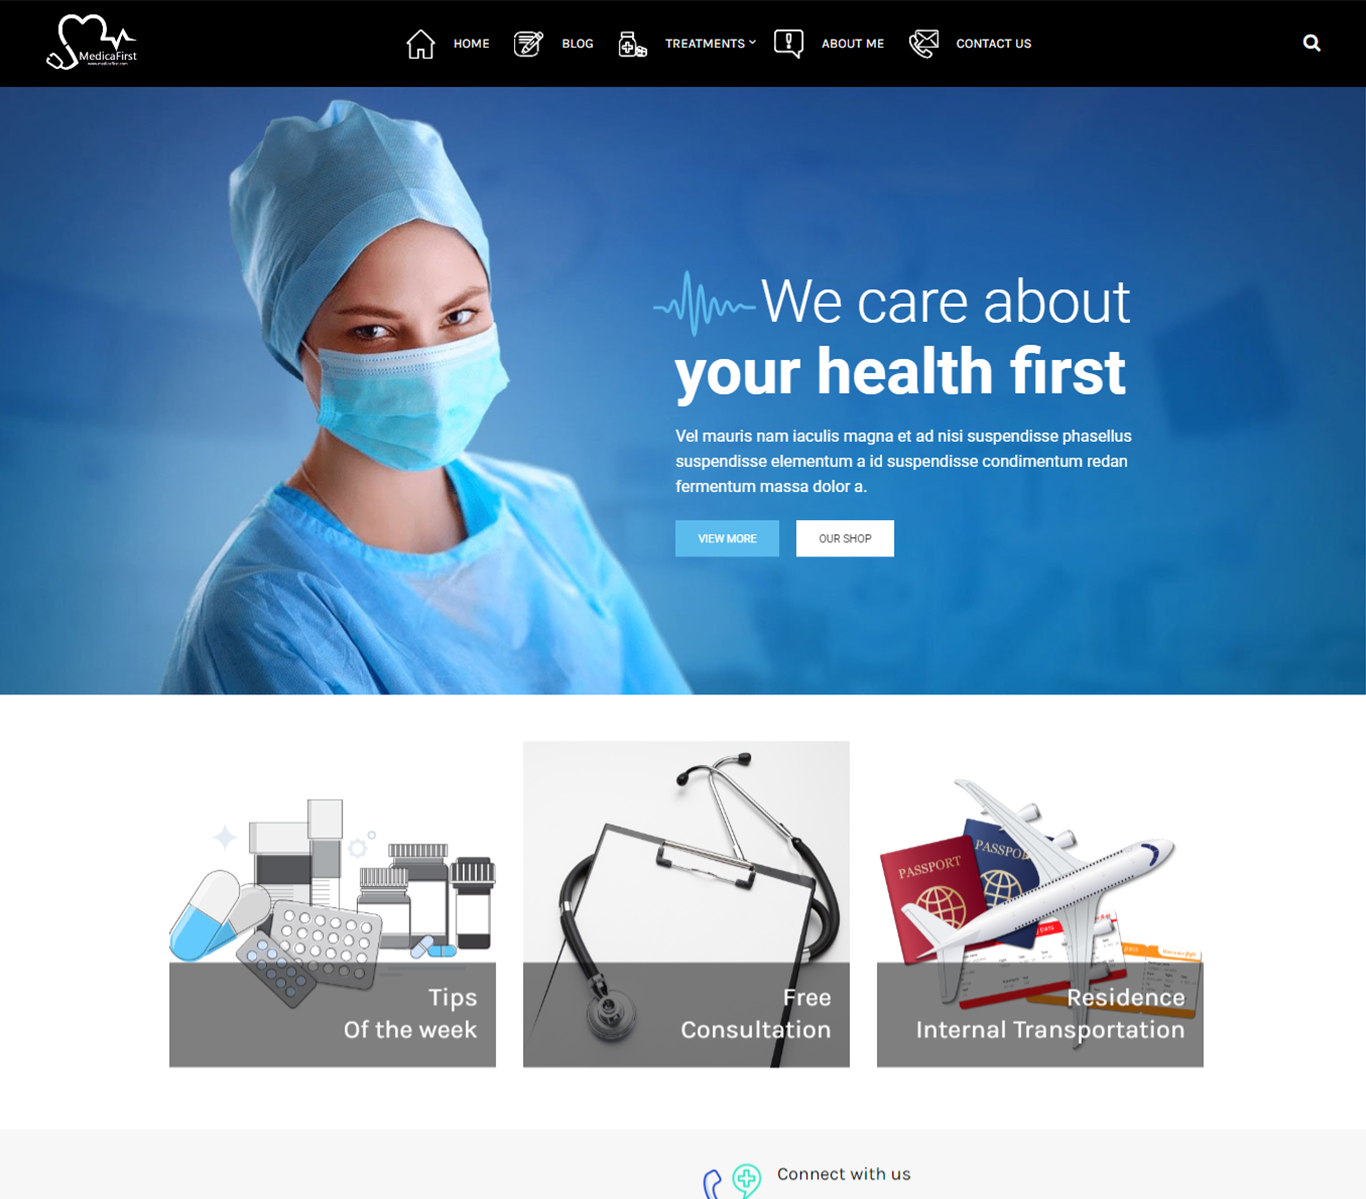 MedicaFirst
HOME
BLOG
TREATMENTS
ABOUT ME
CONTACT US
We care about
your health first
Vel mauris nam iaculis magna et ad nisi suspendisse phasellus
suspendisse elementum a id suspendisse condimentum redan
fermentum massa dolor a.
VIEW MORE
OUR SHOP
PASSPORT
PASSPO
pass
pass
Tips
Of the week
Free
Consultation
Residence
Internal Transportation
Connect with us